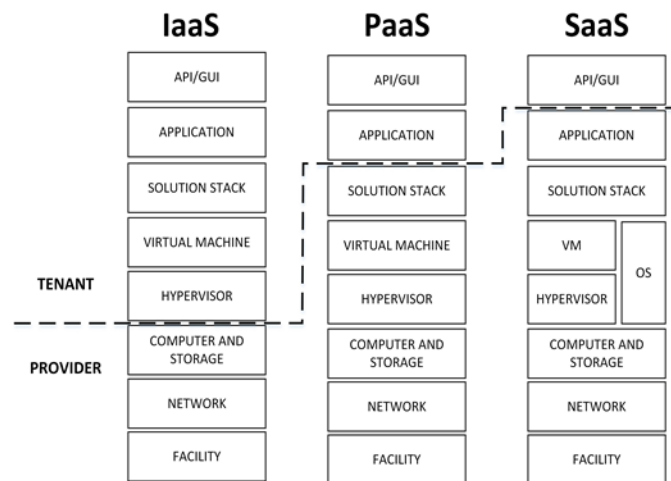 IaaS
PaaS
SaaS
API/GUI
API/GUI
API/GUI
APPLICATION
APPLICATION
APPLICATION
SOLUTION STACK
SOLUTION STACK
SOLUTION STACK
VIRTUAL MACHINE
VIRTUAL MACHINE
VM
OS
TENANT
HYPERVISOR
HYPERVISOR
HYPERVISOR
PROVIDER
COMPUTER AND
STORAGE
COMPUTER AND
STORAGE
COMPUTER AND
STORAGE
NETWORK
NETWORK
NETWORK
FACILITY
FACILITY
FACILITY